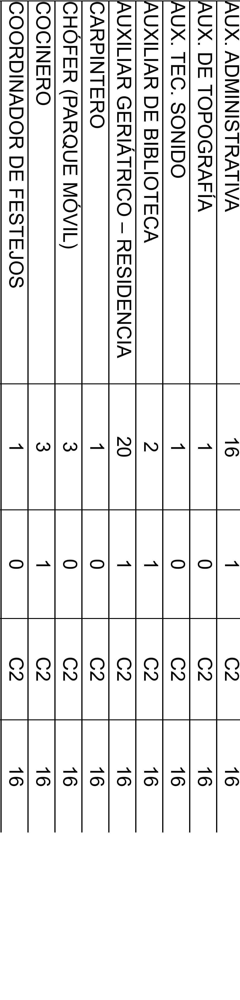 AUX. ADMINISTRATIVA 16 1 C2 16
AUX. DE TOPOGRAFÍA 1 0 C2 16
AUX. TEC. SONIDO 1 0 C2 16
AUXILIAR DE BIBLIOTECA 2 1 C2 16
AUXILIAR GERIÁTRICO – RESIDENCIA 20 1 C2 16
CARPINTERO 1 0 C2 16
CHÓFER (PARQUE MÓVIL) 3 0 C2 16
COCINERO 3 1 C2 16
COORDINADOR DE FESTEJOS 1 0 C2 16